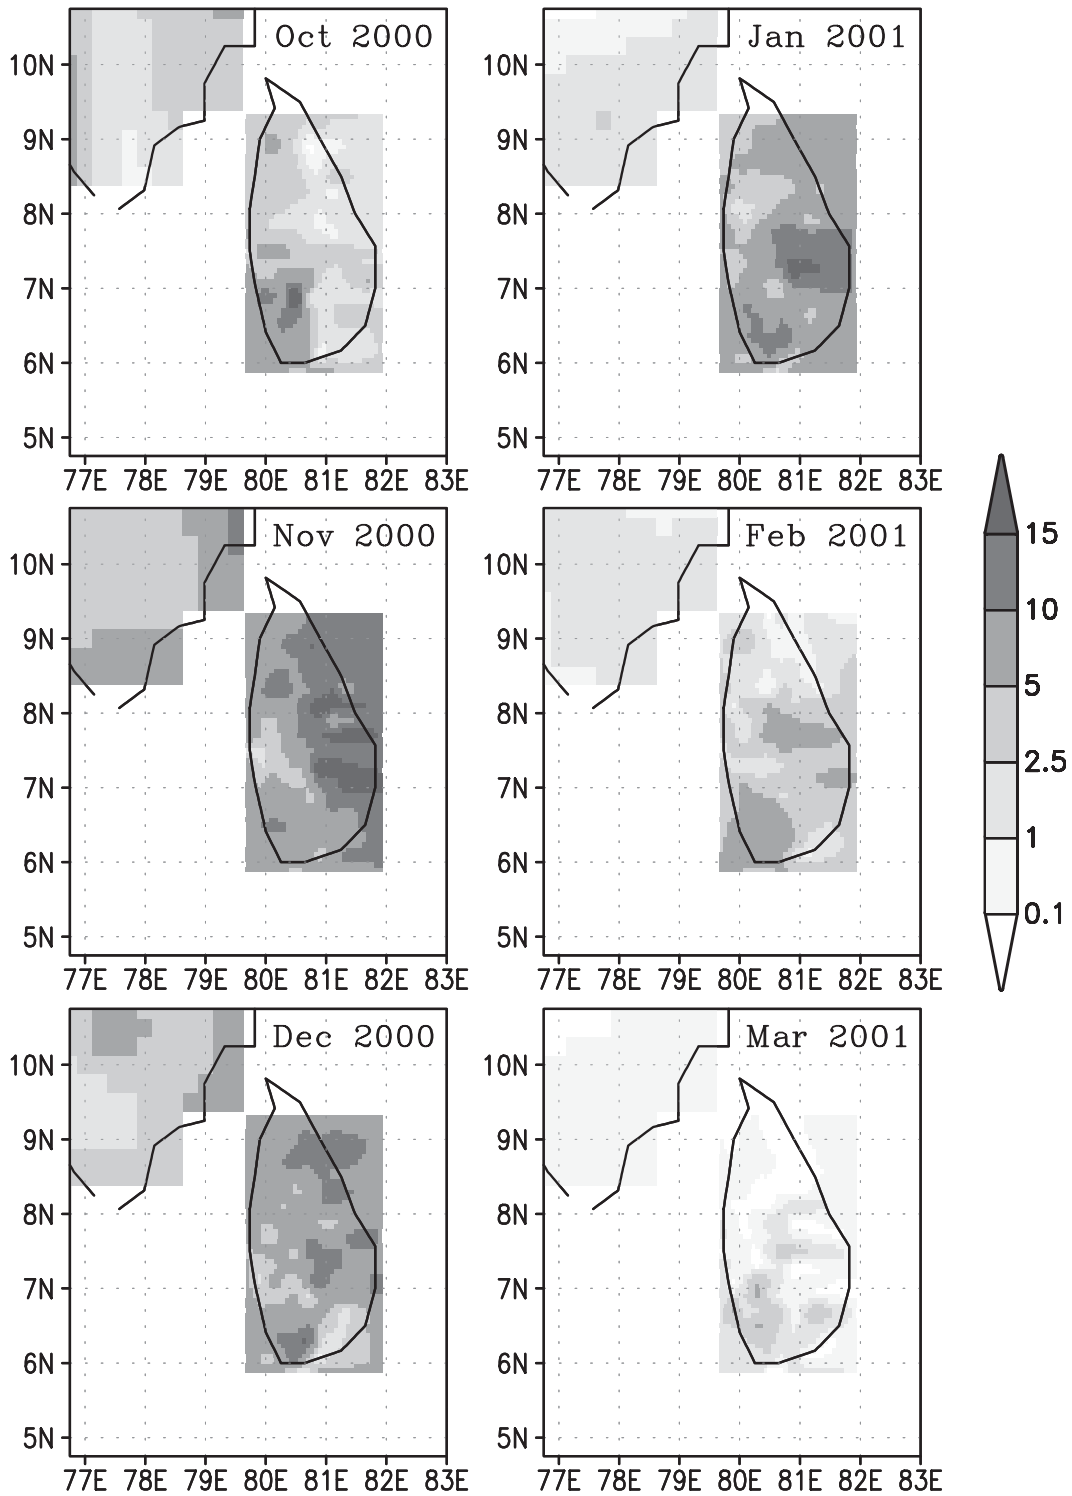 Oct 2000
10N
9N
8N
7N
6N
5N
77E 78E 79E 80E 81E 82E 83E
Jan 2001
10N
9N
8N
7N
6N
5N
77E 78E 79E 80E 81E 82E 83E
Nov 2000
10N
9N
8N
7N
6N
5N
77E 78E 79E 80E 81E 82E 83E
Feb 2001
10N
9N
8N
7N
6N
5N
77E 78E 79E 80E 81E 82E 83E
Dec 2000
10N
9N
8N
7N
6N
5N
77E 78E 79E 80E 81E 82E 83E
Mar 2001
10N
9N
8N
7N
6N
5N
77E 78E 79E 80E 81E 82E 83E
15
10
5
2.5
1
0.1